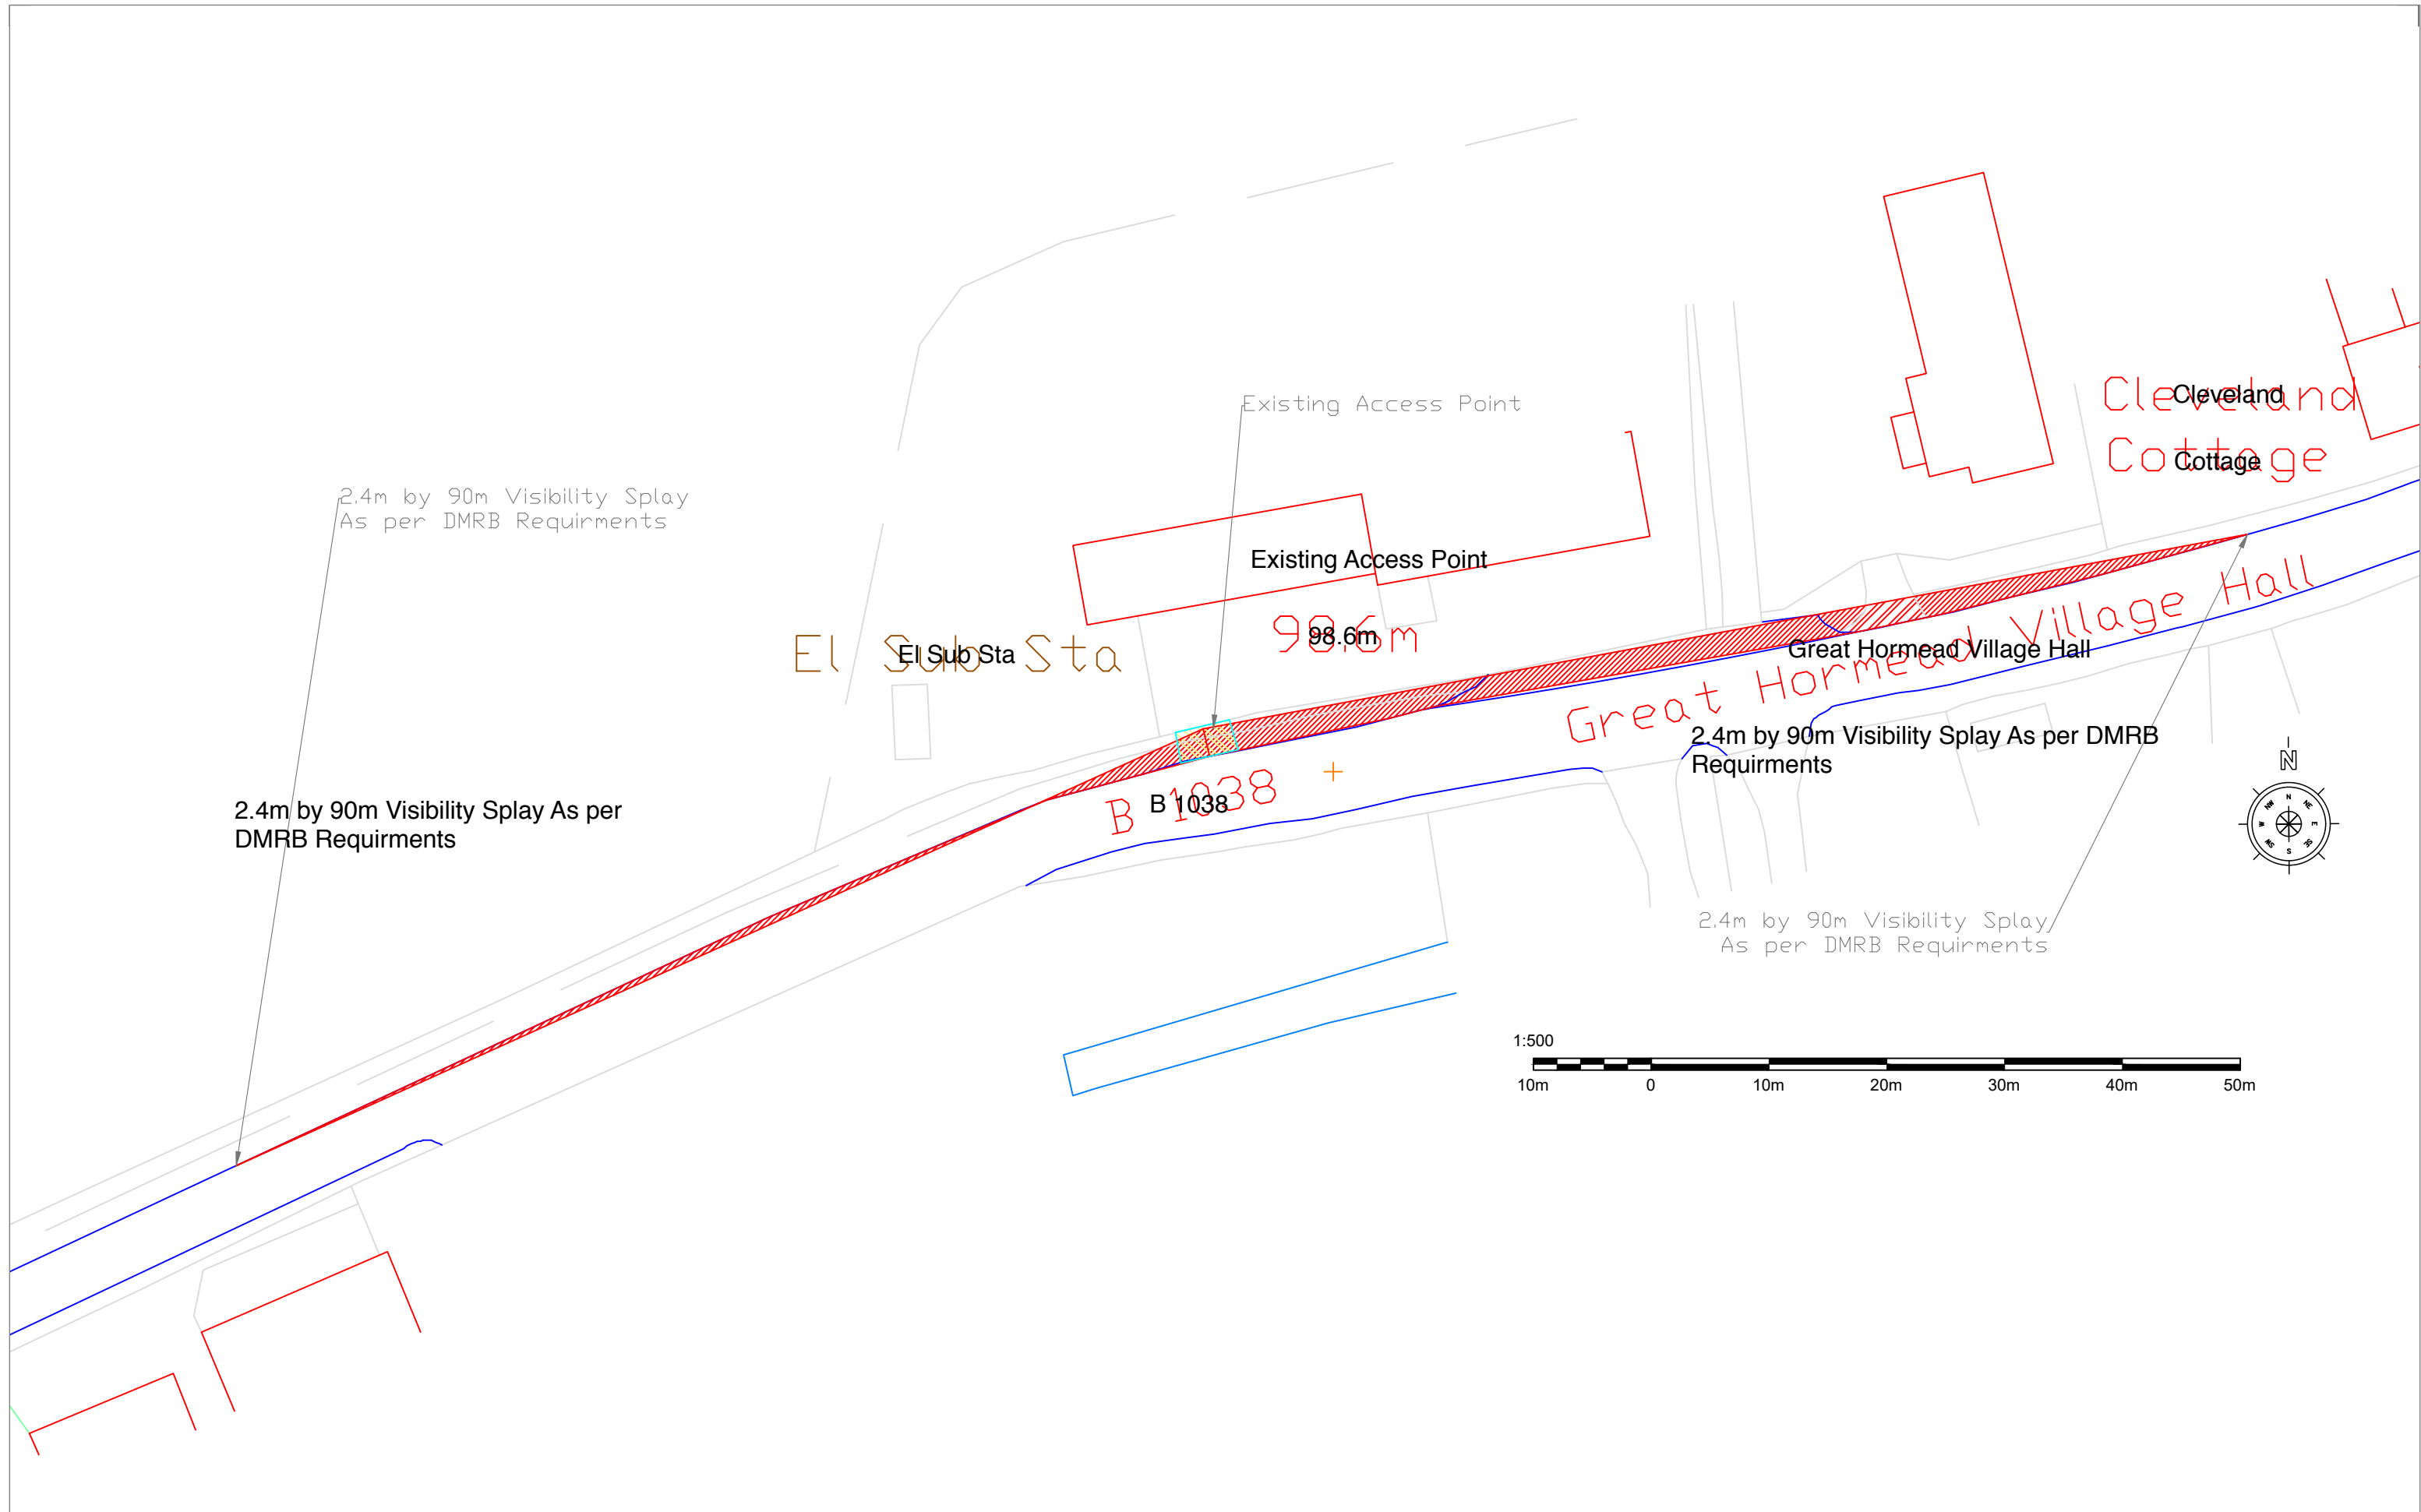 Cleveland
Cleveland
Existing Access Point
Cottage
Cottage
2.4m by 90m Visibility Splay
As per DMRB Requirments
Existing Access Point
98.6m
98.6m
El Sub Sta
El Sub Sta
Great Hormead Village Hall
Great Hormead Village Hall
2.4m by 90m Visibility Splay As per DMRB
Requirments
N
N
NE
E
SE
S
SW
W
NW
B 1038
B 1038
2.4m by 90m Visibility Splay As per
DMRB Requirments
2.4m by 90m Visibility Splay
As per DMRB Requirments
1:500
10m 0 10m 20m 30m 40m 50m